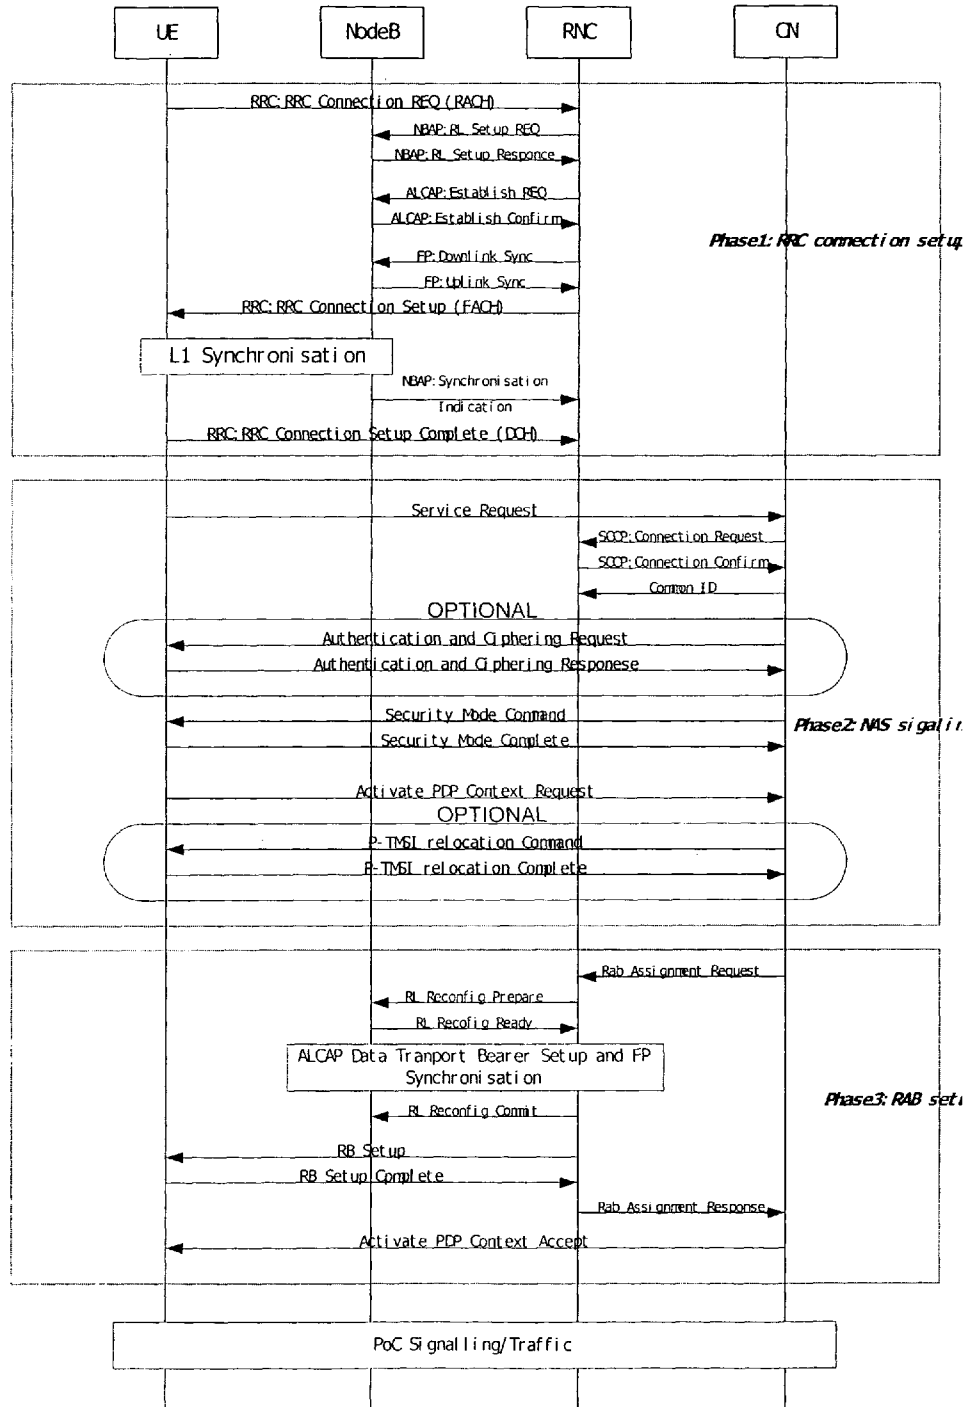 UE NodeB RNC CN
RRC:RRC Connection REQ (RACH)
NBAP:RL Setup REQ
NBAP:RL Setup Responce
ALCAP:Establish REQ
ALCAP:Establish Confirm
Phase1:RRC connection setup
FP:Downlink Sync
FP:Uplink Sync
RRC:RRC Connection Setup (FACH)
L1 Synchronisation
NBAP:Synchronisation
Indication
RRC:RRC Connection Setup Complete (DCH)
Service Request
SCCP:Connection Request
SCCP:Connection Confirm
Common ID
OPTIONAL
Authentication and Ciphering Request
Authentication and Ciphering Responese
Security Mode Command
Phase2:NAS sigalin
Security Mode Complete
Activate PDP Context Request
OPTIONAL
P-TMSI relocation Command
P-TMSI relocation Complete
Rab Assignment Request
RL Reconfig Prepare
RL Recofig Ready
ALCAP Data Tranport Bearer Setup and FP
Synchronisation
Phase3:RAB setu
RL Reconfig Commit
RB Setup
RB Setup Complete
Rab Assignment Response
Activate PDP Context Accept
PoC Signalling/Traffic